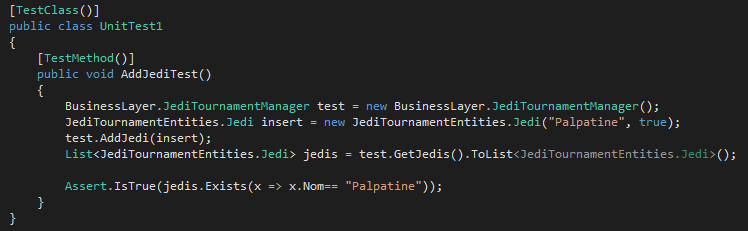 [TestClass()]
public class UnitTest1
{
    [TestMethod()]
    public void AddJediTest()
    {
        BusinessLayer.JediTournamentManager test = new BusinessLayer.JediTournamentManager();
        JediTournamentEntities.Jedi insert = new JediTournamentEntities.Jedi("Palpatine", true);
        test.AddJedi(insert);
        List<JediTournamentEntities.Jedi> jedis = test.GetJedis().ToList<JediTournamentEntities.Jedi>();

        Assert.IsTrue(jedis.Exists(x => x.Nom== "Palpatine"));
    }
}